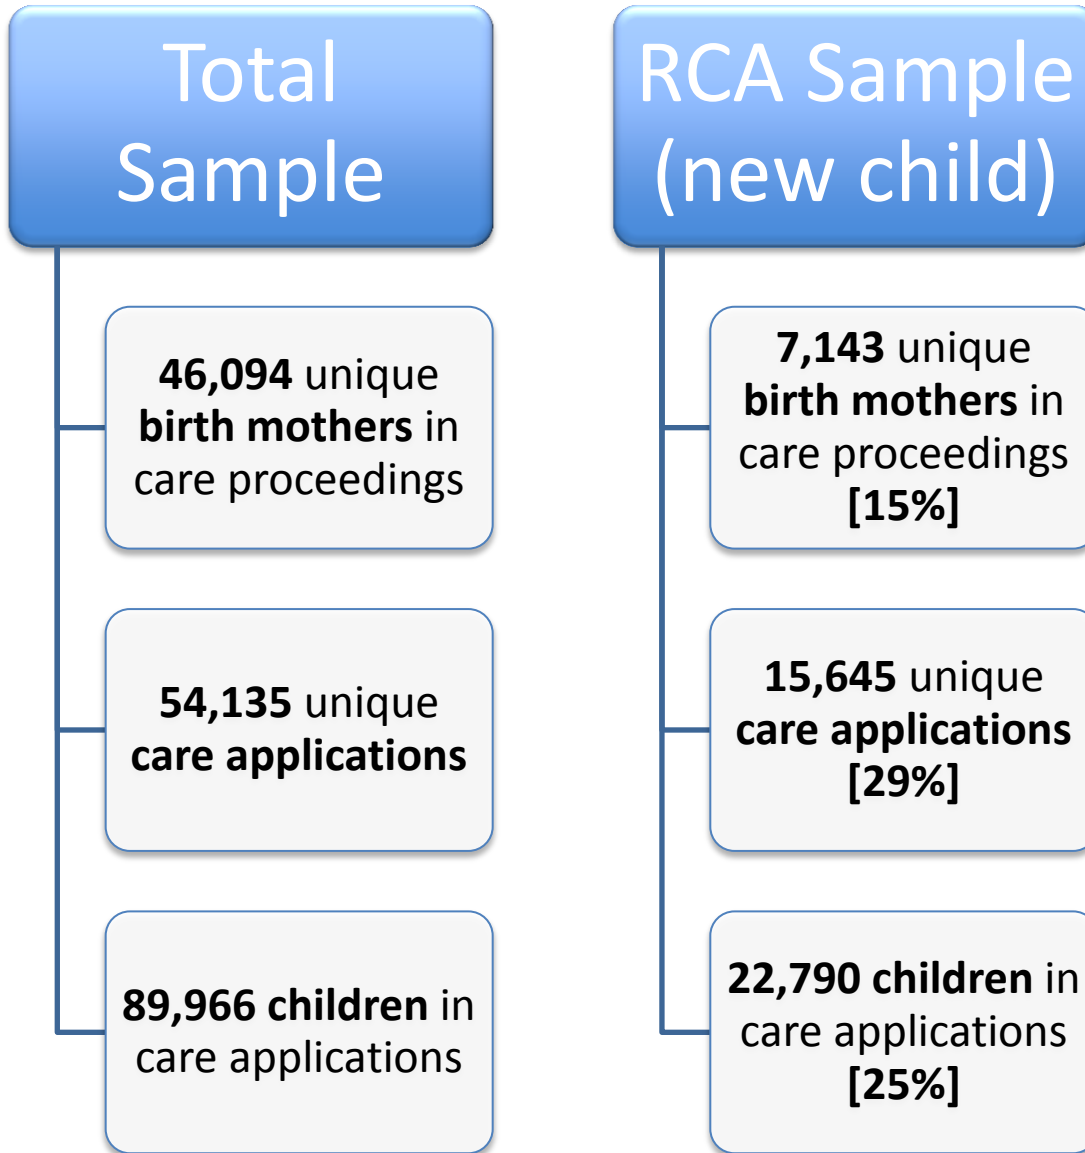 Total
Sample
46,094 unique
birth mothers in
care proceedings
54,135 unique
care applications
89,966 children in
care applications
RCA Sample
(new child)
7,143 unique
birth mothers in
care proceedings
[15%]
15,645 unique
care applications
[29%]
22,790 children in
care applications
[25%]